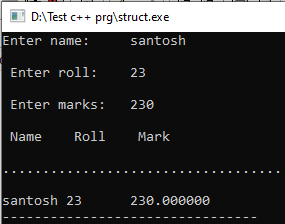 D:\Test c++ prg\struct.exe
Enter name:     santosh
Enter roll:     23
Enter marks:    230
Name    Roll    Mark
......................................
santosh 23      230.000000
--------------------------------